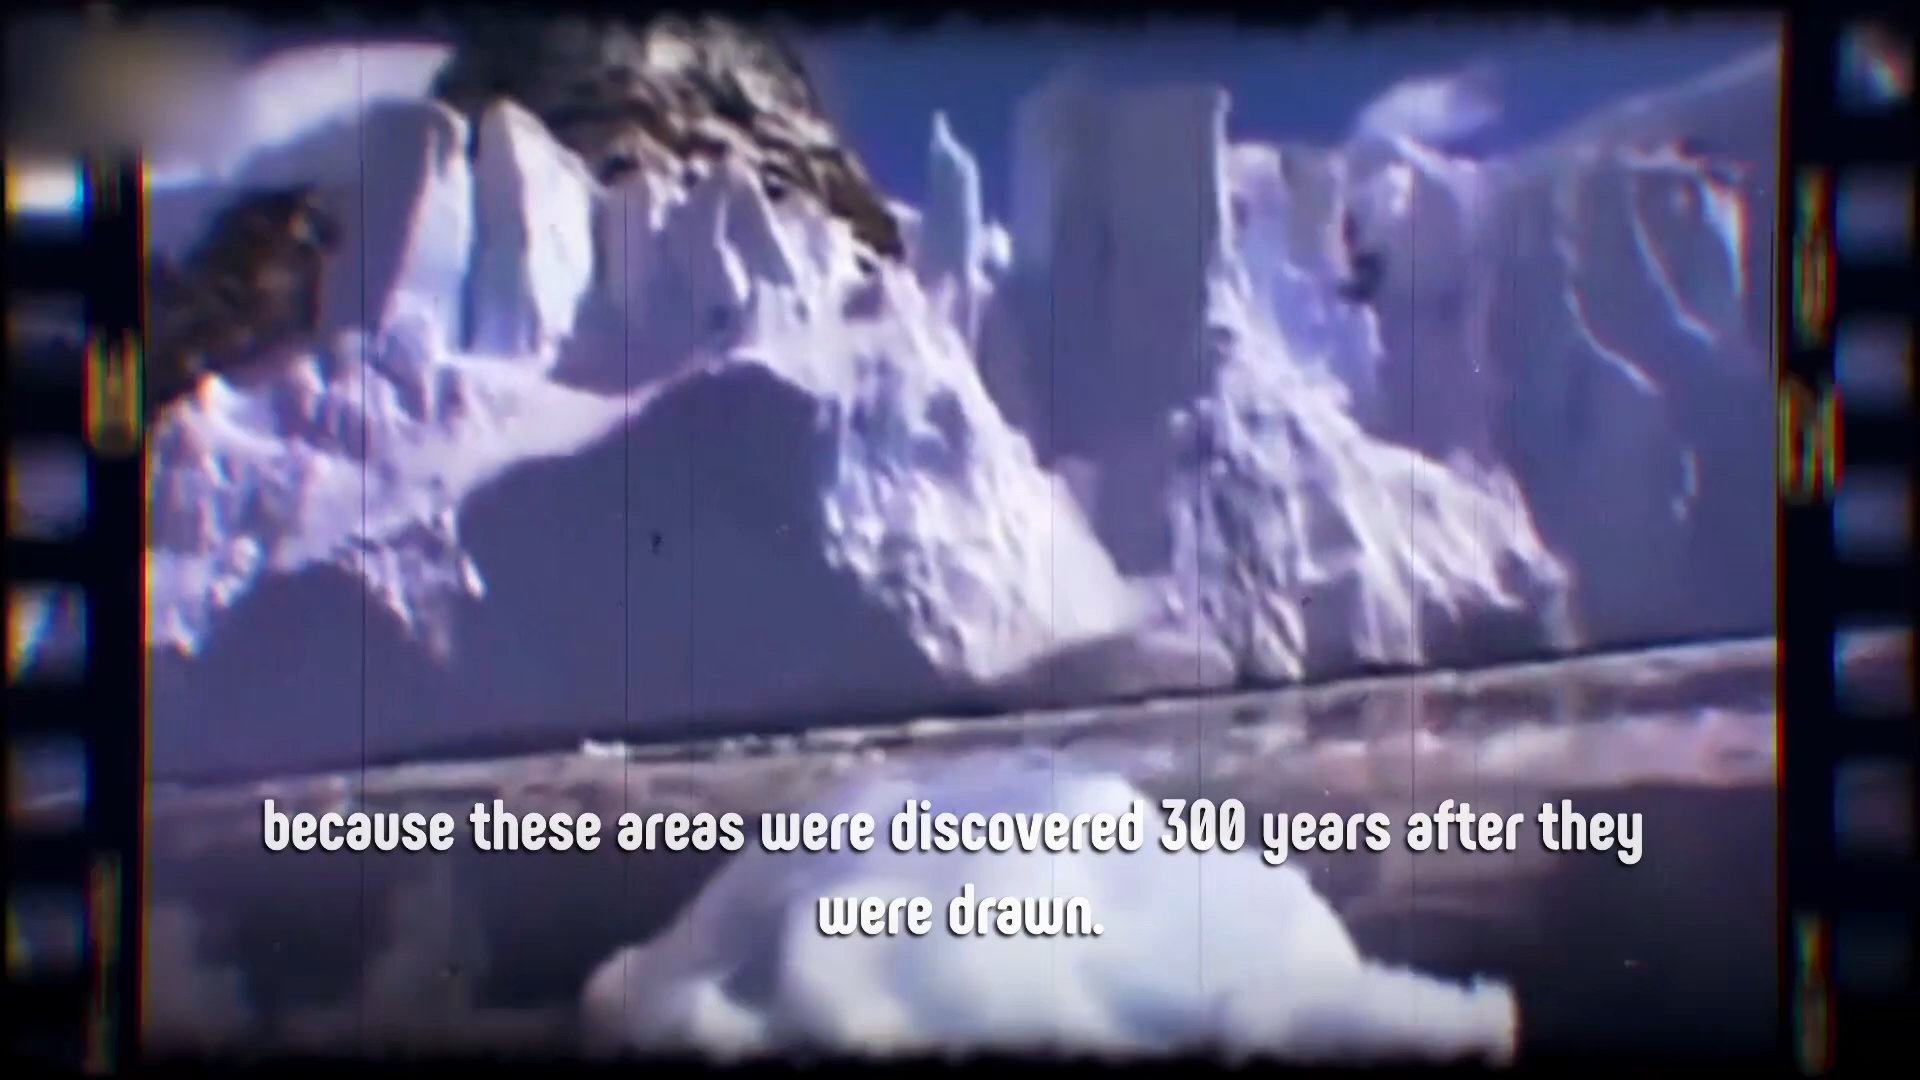 because these areas were discovered 300 years after they
were drawn.